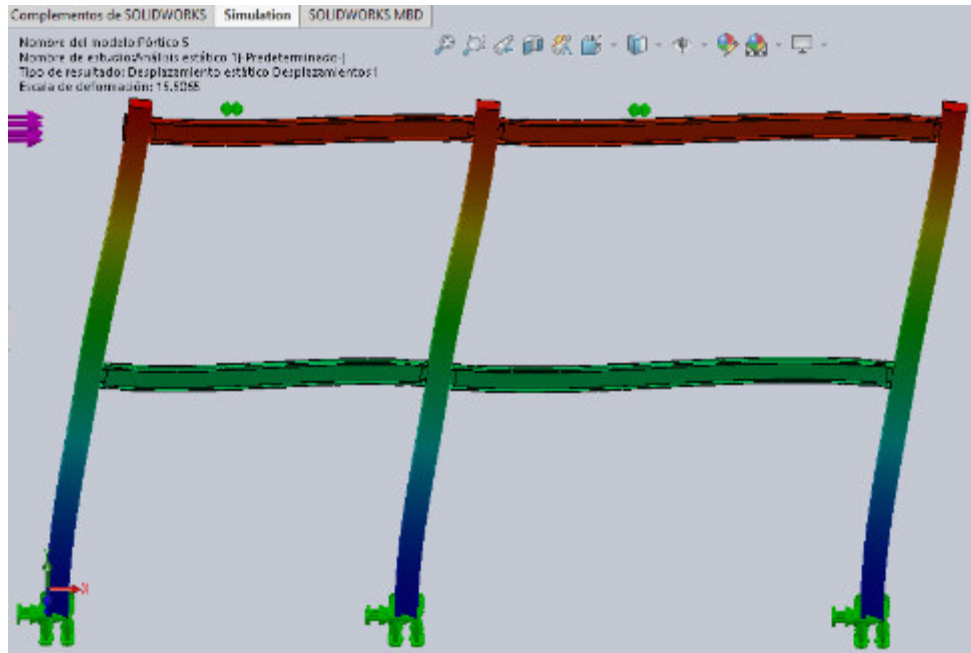 Complementos de SOLIDWORKS Simulation SOLIDWORKS MBD
Nombre del modelo:Pórtico 5
Nombre de estudio:Análisis estático 1(-Predeterminado-)
Tipo de resultado: Desplazamiento estático Desplazamientos1
Escala de deformación: 15.5065
Y
X